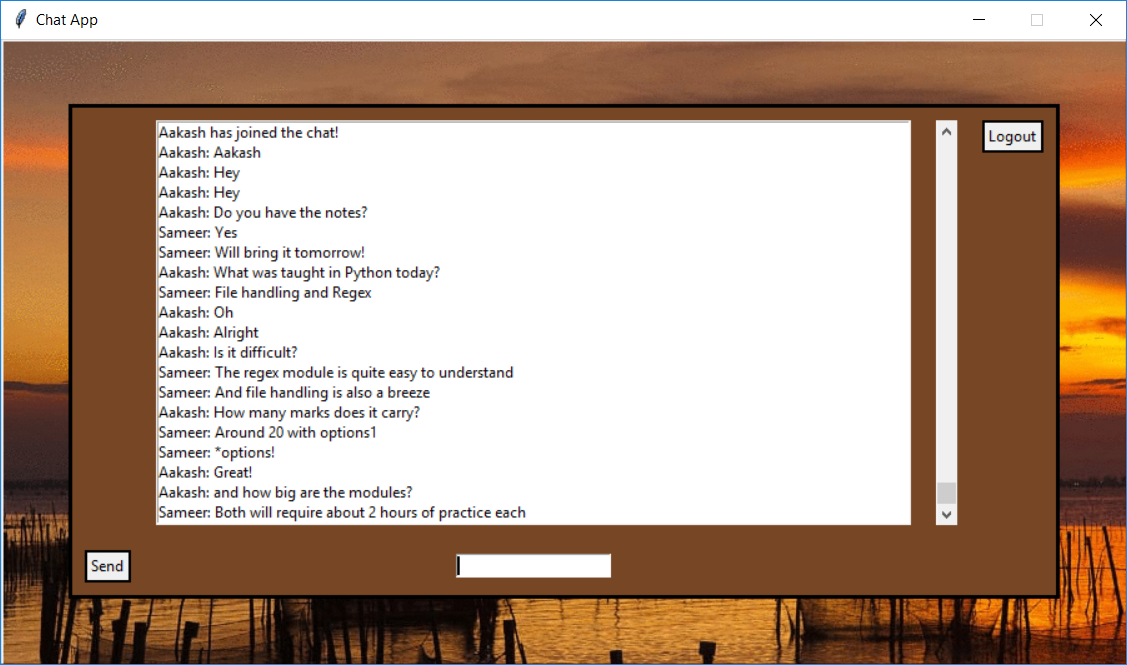 Chat App
Aakash has joined the chat!
Logout
Aakash: Aakash
Aakash: Hey
Aakash: Hey
Aakash: Do you have the notes?
Sameer: Yes
Sameer: Will bring it tomorrow!
Aakash: What was taught in Python today?
Sameer: File handling and Regex
Aakash: Oh
Aakash: Alright
Aakash: Is it difficult?
Sameer: The regex module is quite easy to understand
Sameer: And file handling is also a breeze
Aakash: How many marks does it carry?
Sameer: Around 20 with options1
Sameer: *options!
Aakash: Great!
Aakash: and how big are the modules?
Sameer: Both will require about 2 hours of practice each
Send